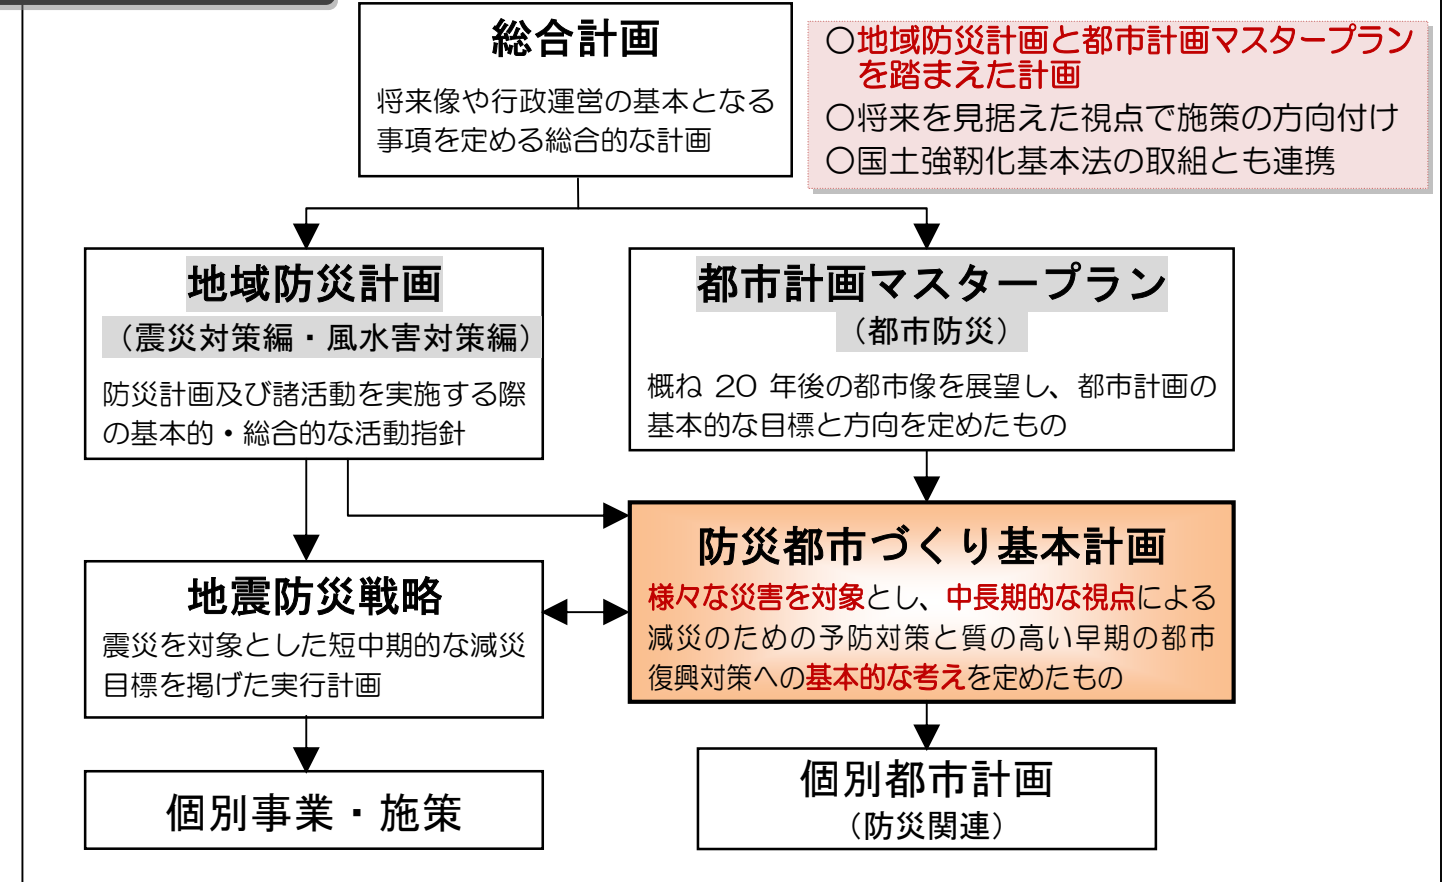 総合計画
将来像や行政運営の基本となる
事項を定める総合的な計画
○地域防災計画と都市計画マスタープラン
を踏まえた計画
○将来を見据えた視点で施策の方向付け
○国土強靭化基本法の取組とも連携
地域防災計画
（震災対策編・風水害対策編）
防災計画及び諸活動を実施する際
の基本的・総合的な活動指針
都市計画マスタープラン
（都市防災）
概ね 20 年後の都市像を展望し、都市計画の
基本的な目標と方向を定めたもの
防災都市づくり基本計画
様々な災害を対象とし、中長期的な視点による
減災のための予防対策と質の高い早期の都市
復興対策への基本的な考えを定めたもの
地震防災戦略
震災を対象とした短中期的な減災
目標を掲げた実行計画
個別事業・施策
個別都市計画
（防災関連）